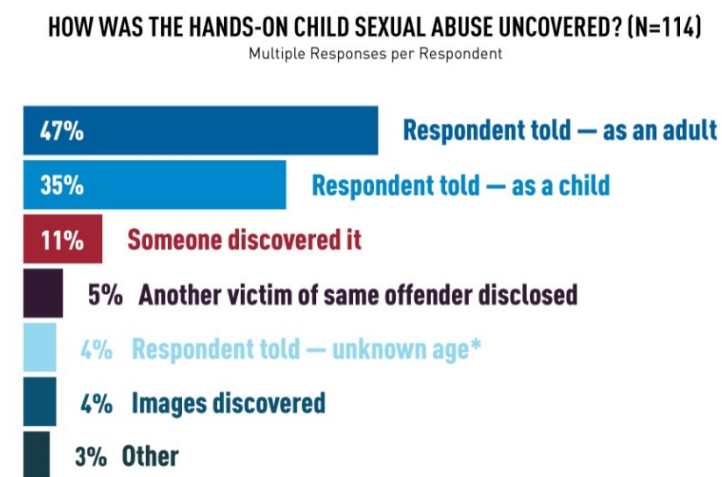 HOW WAS THE HANDS-ON CHILD SEXUAL ABUSE UNCOVERED? (N=114)
Multiple Responses per Respondent
47% Respondent told — as an adult
35% Respondent told — as a child
11% Someone discovered it
5% Another victim of same offender disclosed
4% Respondent told — unknown age*
4% Images discovered
3% Other